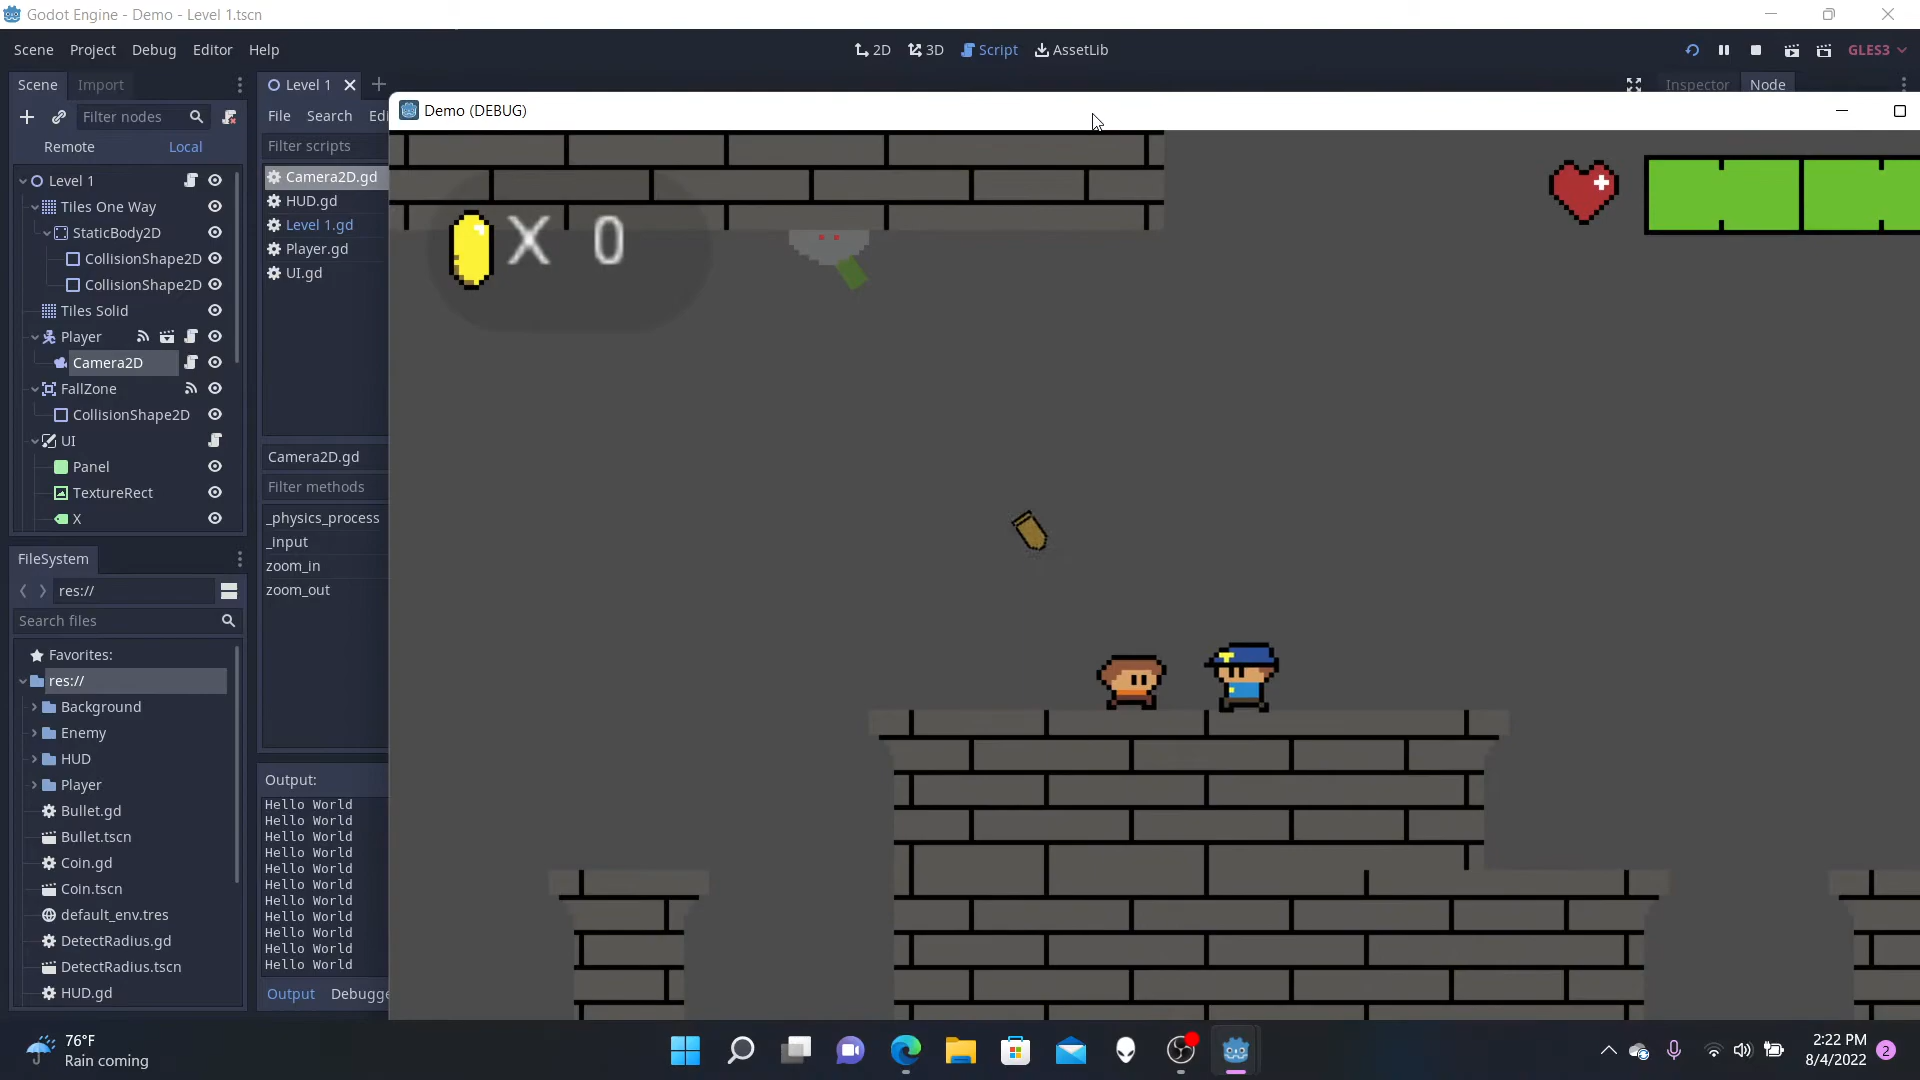 Godot Engine - Demo - Level 1.tscn
Scene Project Debug Editor Help
2D 3D Script AssetLib
GLES3
Scene Import
Level 1
Inspector Node
Filter nodes
File Search Edi
Demo (DEBUG)
Remote Local
Filter scripts
Level 1
Tiles One Way
StaticBody2D
CollisionShape2D
CollisionShape2D
Tiles Solid
Player
Camera2D
FallZone
CollisionShape2D
UI
Panel
TextureRect
X
Camera2D.gd
HUD.gd
Level 1.gd
Player.gd
UI.gd
Camera2D.gd
Filter methods
_physics_process
_input
zoom_in
zoom_out
X 0
FileSystem
res://
Search files
Favorites:
res://
Background
Enemy
HUD
Player
Bullet.gd
Bullet.tscn
Coin.gd
Coin.tscn
default_env.tres
DetectRadius.gd
DetectRadius.tscn
HUD.gd
Output:
Hello World
Hello World
Hello World
Hello World
Hello World
Hello World
Hello World
Hello World
Hello World
Hello World
Hello World
Output Debugge
76°F
Rain coming
2:22 PM
8/4/2022
2